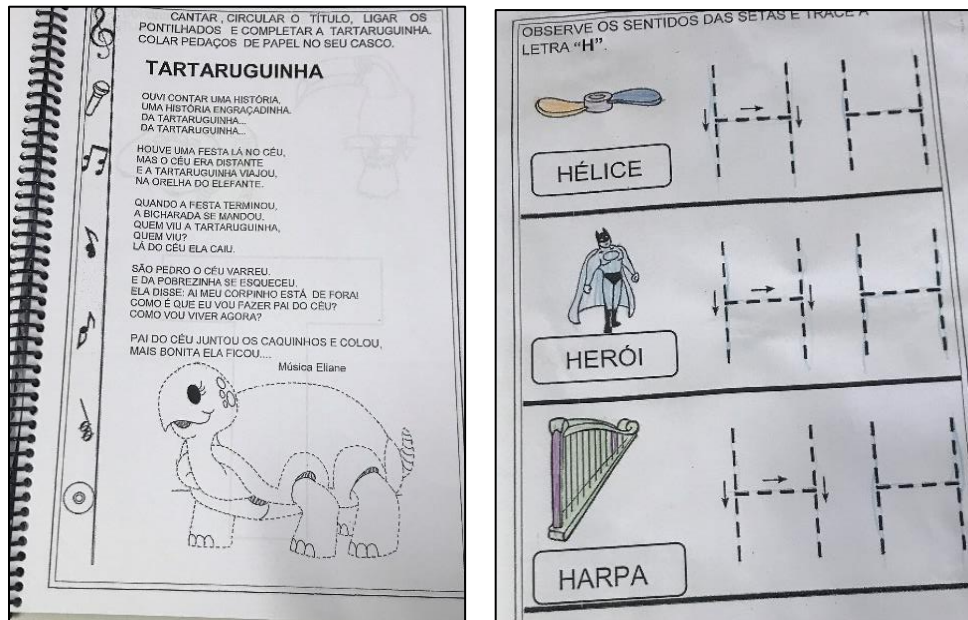 CANTAR, CIRCULAR O TÍTULO, LIGAR OS
PONTILHADOS E COMPLETAR A TARTARUGUINHA.
COLAR PEDAÇOS DE PAPEL NO SEU CASCO.
TARTARUGUINHA
OUVI CONTAR UMA HISTÓRIA,
UMA HISTÓRIA ENGRAÇADINHA.
DA TARTARUGUINHA...
DA TARTARUGUINHA...
HOUVE UMA FESTA LÁ NO CÉU,
MAS O CÉU ERA DISTANTE
E A TARTARUGUINHA VIAJOU,
NA ORELHA DO ELEFANTE.
QUANDO A FESTA TERMINOU,
A BICHARADA SE MANDOU.
QUEM VIU A TARTARUGUINHA,
QUEM VIU?
LÁ DO CÉU ELA CAIU.
SÃO PEDRO O CÉU VARREU.
E DA POBREZINHA SE ESQUECEU.
ELA DISSE: AI MEU CORPINHO ESTÁ DE FORA!
COMO É QUE EU VOU FAZER PAI DO CÉU?
COMO VOU VIVER AGORA?
PAI DO CÉU JUNTOU OS CAQUINHOS E COLOU,
MAIS BONITA ELA FICOU....
Música Eliane
OBSERVE OS SENTIDOS DAS SETAS E TRACE A
LETRA “H”.
H H
HÉLICE
H H
HERÓI
H H
HARPA